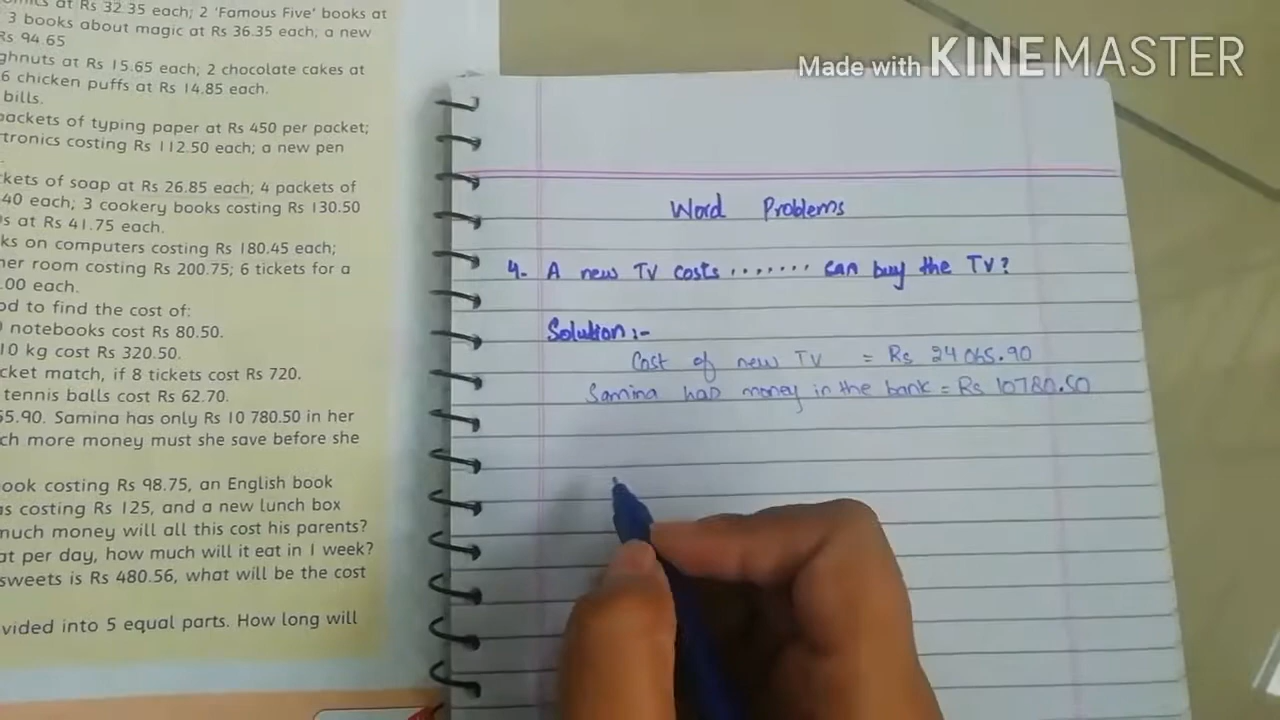 at Rs 32.35 each; 2 'Famous Five' books at
3 books about magic at Rs 36.35 each, a new
Rs 94.65
ghnuts at Rs 15.65 each; 2 chocolate cakes at
6 chicken puffs at Rs 14.85 each.
bills.
packets of typing paper at Rs 450 per packet;
tronics costing Rs 112.50 each; a new pen
kets of soap at Rs 26.85 each; 4 packets of
40 each; 3 cookery books costing Rs 130.50
s at Rs 41.75 each.
ks on computers costing Rs 180.45 each;
her room costing Rs 200.75; 6 tickets for a
.00 each.
od to find the cost of:
notebooks cost Rs 80.50.
10 kg cost Rs 320.50.
cket match, if 8 tickets cost Rs 720.
tennis balls cost Rs 62.70.
65.90. Samina has only Rs 10 780.50 in her
ch more money must she save before she
ook costing Rs 98.75, an English book
s costing Rs 125, and a new lunch box
much money will all this cost his parents?
at per day, how much will it eat in 1 week?
sweets is Rs 480.56, what will be the cost
vided into 5 equal parts. How long will
Made with KINEMASTER
Word Problems
4. A new TV costs ........ can buy the TV?
Solution:-
Cost of new TV = Rs 24065.90
Samina has money in the bank = Rs 10780.50